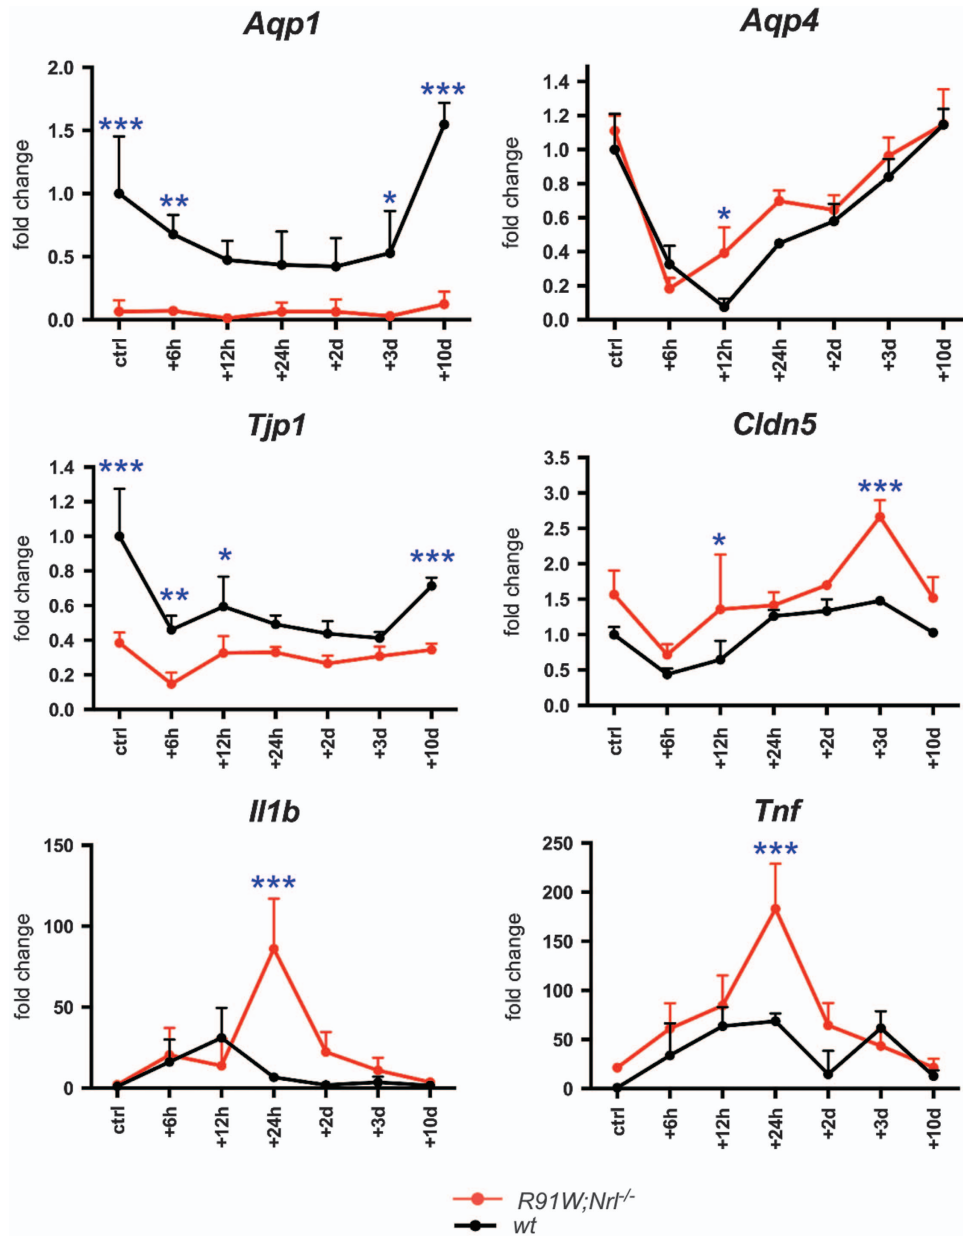 Aqp1
2.0
***
***
1.5
**
*
1.0
0.5
0.0
fold change
ctrl
+6h
+12h
+24h
+2d
+3d
+10d
Aqp4
1.4
1.2
1.0
0.8
0.6
*
0.4
0.2
0.0
fold change
ctrl
+6h
+12h
+24h
+2d
+3d
+10d
Tjp1
1.4
***
1.2
1.0
*
***
0.8
**
0.6
0.4
0.2
0.0
fold change
ctrl
+6h
+12h
+24h
+2d
+3d
+10d
Cldn5
3.5
***
3.0
2.5
*
2.0
1.5
1.0
0.5
0.0
fold change
ctrl
+6h
+12h
+24h
+2d
+3d
+10d
Il1b
150
***
100
50
0
fold change
ctrl
+6h
+12h
+24h
+2d
+3d
+10d
Tnf
250
***
200
150
100
50
0
fold change
ctrl
+6h
+12h
+24h
+2d
+3d
+10d
R91W;Nrl-/-
wt